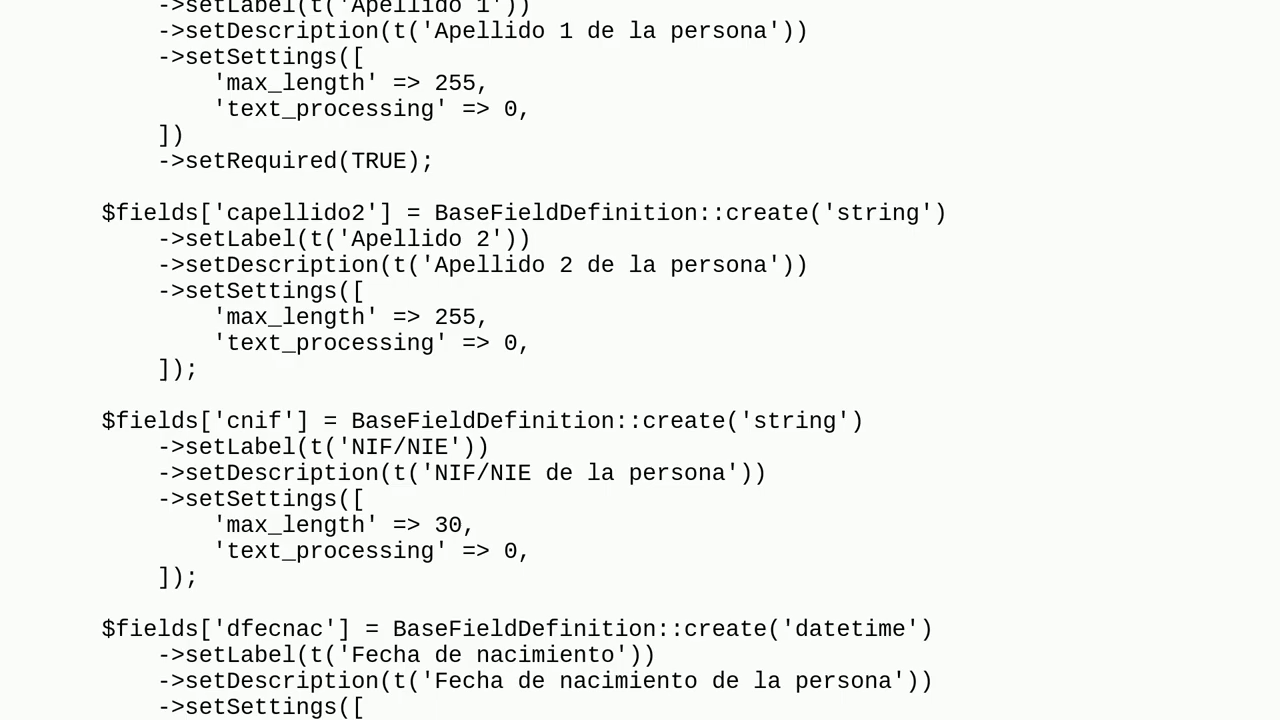 ->setLabel(t('Apellido 1'))
->setDescription(t('Apellido 1 de la persona'))
->setSettings([
'max_length' => 255,
'text_processing' => 0,
])
->setRequired(TRUE);
$fields['capellido2'] = BaseFieldDefinition::create('string')
->setLabel(t('Apellido 2'))
->setDescription(t('Apellido 2 de la persona'))
->setSettings([
'max_length' => 255,
'text_processing' => 0,
]);
$fields['cnif'] = BaseFieldDefinition::create('string')
->setLabel(t('NIF/NIE'))
->setDescription(t('NIF/NIE de la persona'))
->setSettings([
'max_length' => 30,
'text_processing' => 0,
]);
$fields['dfecnac'] = BaseFieldDefinition::create('datetime')
->setLabel(t('Fecha de nacimiento'))
->setDescription(t('Fecha de nacimiento de la persona'))
->setSettings([